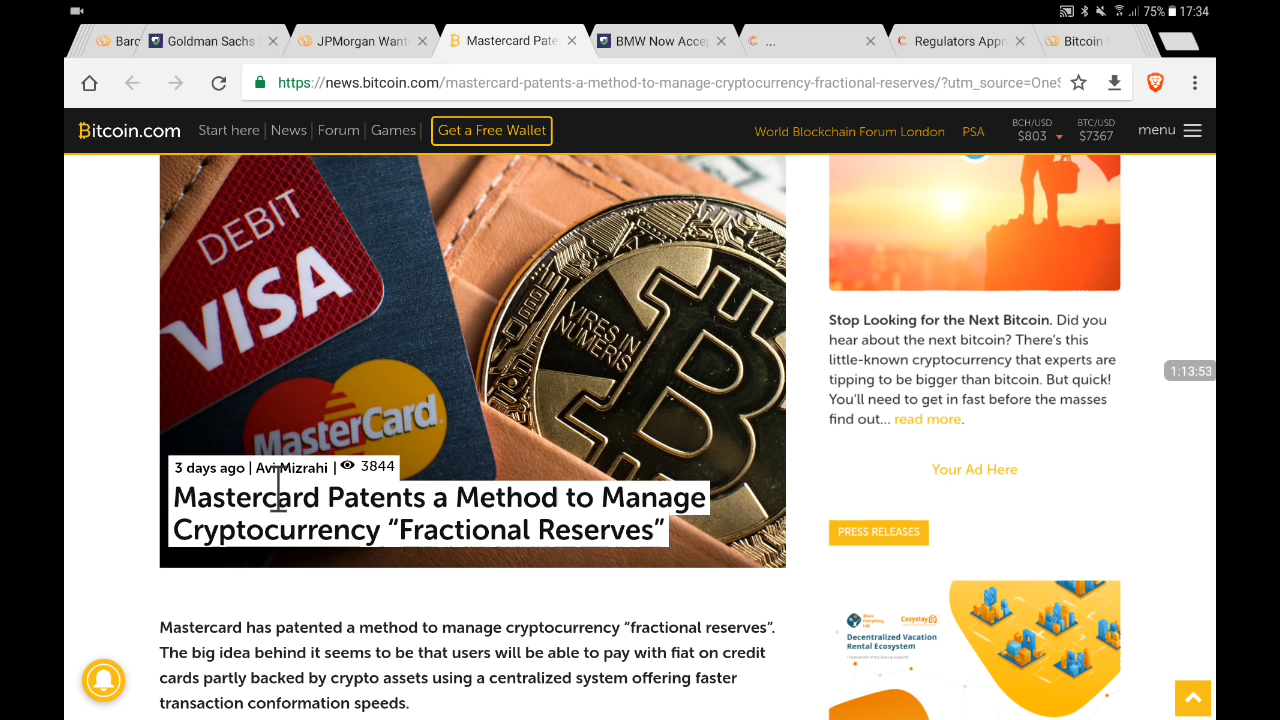 75% 17:34
Barc
Goldman Sachs
JPMorgan Want
Mastercard Pate
BMW Now Acce
...
Regulators Appr
Bitcoin
https://news.bitcoin.com/mastercard-patents-a-method-to-manage-cryptocurrency-fractional-reserves/?utm_source=OneS
Bitcoin.com
Start here | News | Forum | Games |
Get a Free Wallet
World Blockchain Forum London
PSA
BCH/USD
$803
BTC/USD
$7367
menu
DEBIT
VISA
MasterCard
VIRES IN
NUMERIS
3 days ago | Avi Mizrahi | 3844
Mastercard Patents a Method to Manage
Cryptocurrency “Fractional Reserves”
Mastercard has patented a method to manage cryptocurrency “fractional reserves”.
The big idea behind it seems to be that users will be able to pay with fiat on credit
cards partly backed by crypto assets using a centralized system offering faster
transaction conformation speeds.
Stop Looking for the Next Bitcoin. Did you
hear about the next bitcoin? There’s this
little-known cryptocurrency that experts are
tipping to be bigger than bitcoin. But quick!
You’ll need to get in fast before the masses
find out... read more.
Your Ad Here
1:13:53
PRESS RELEASES
Share
Everything
Lab
Cozystay
Decentralized Vacation
Rental Ecosystem